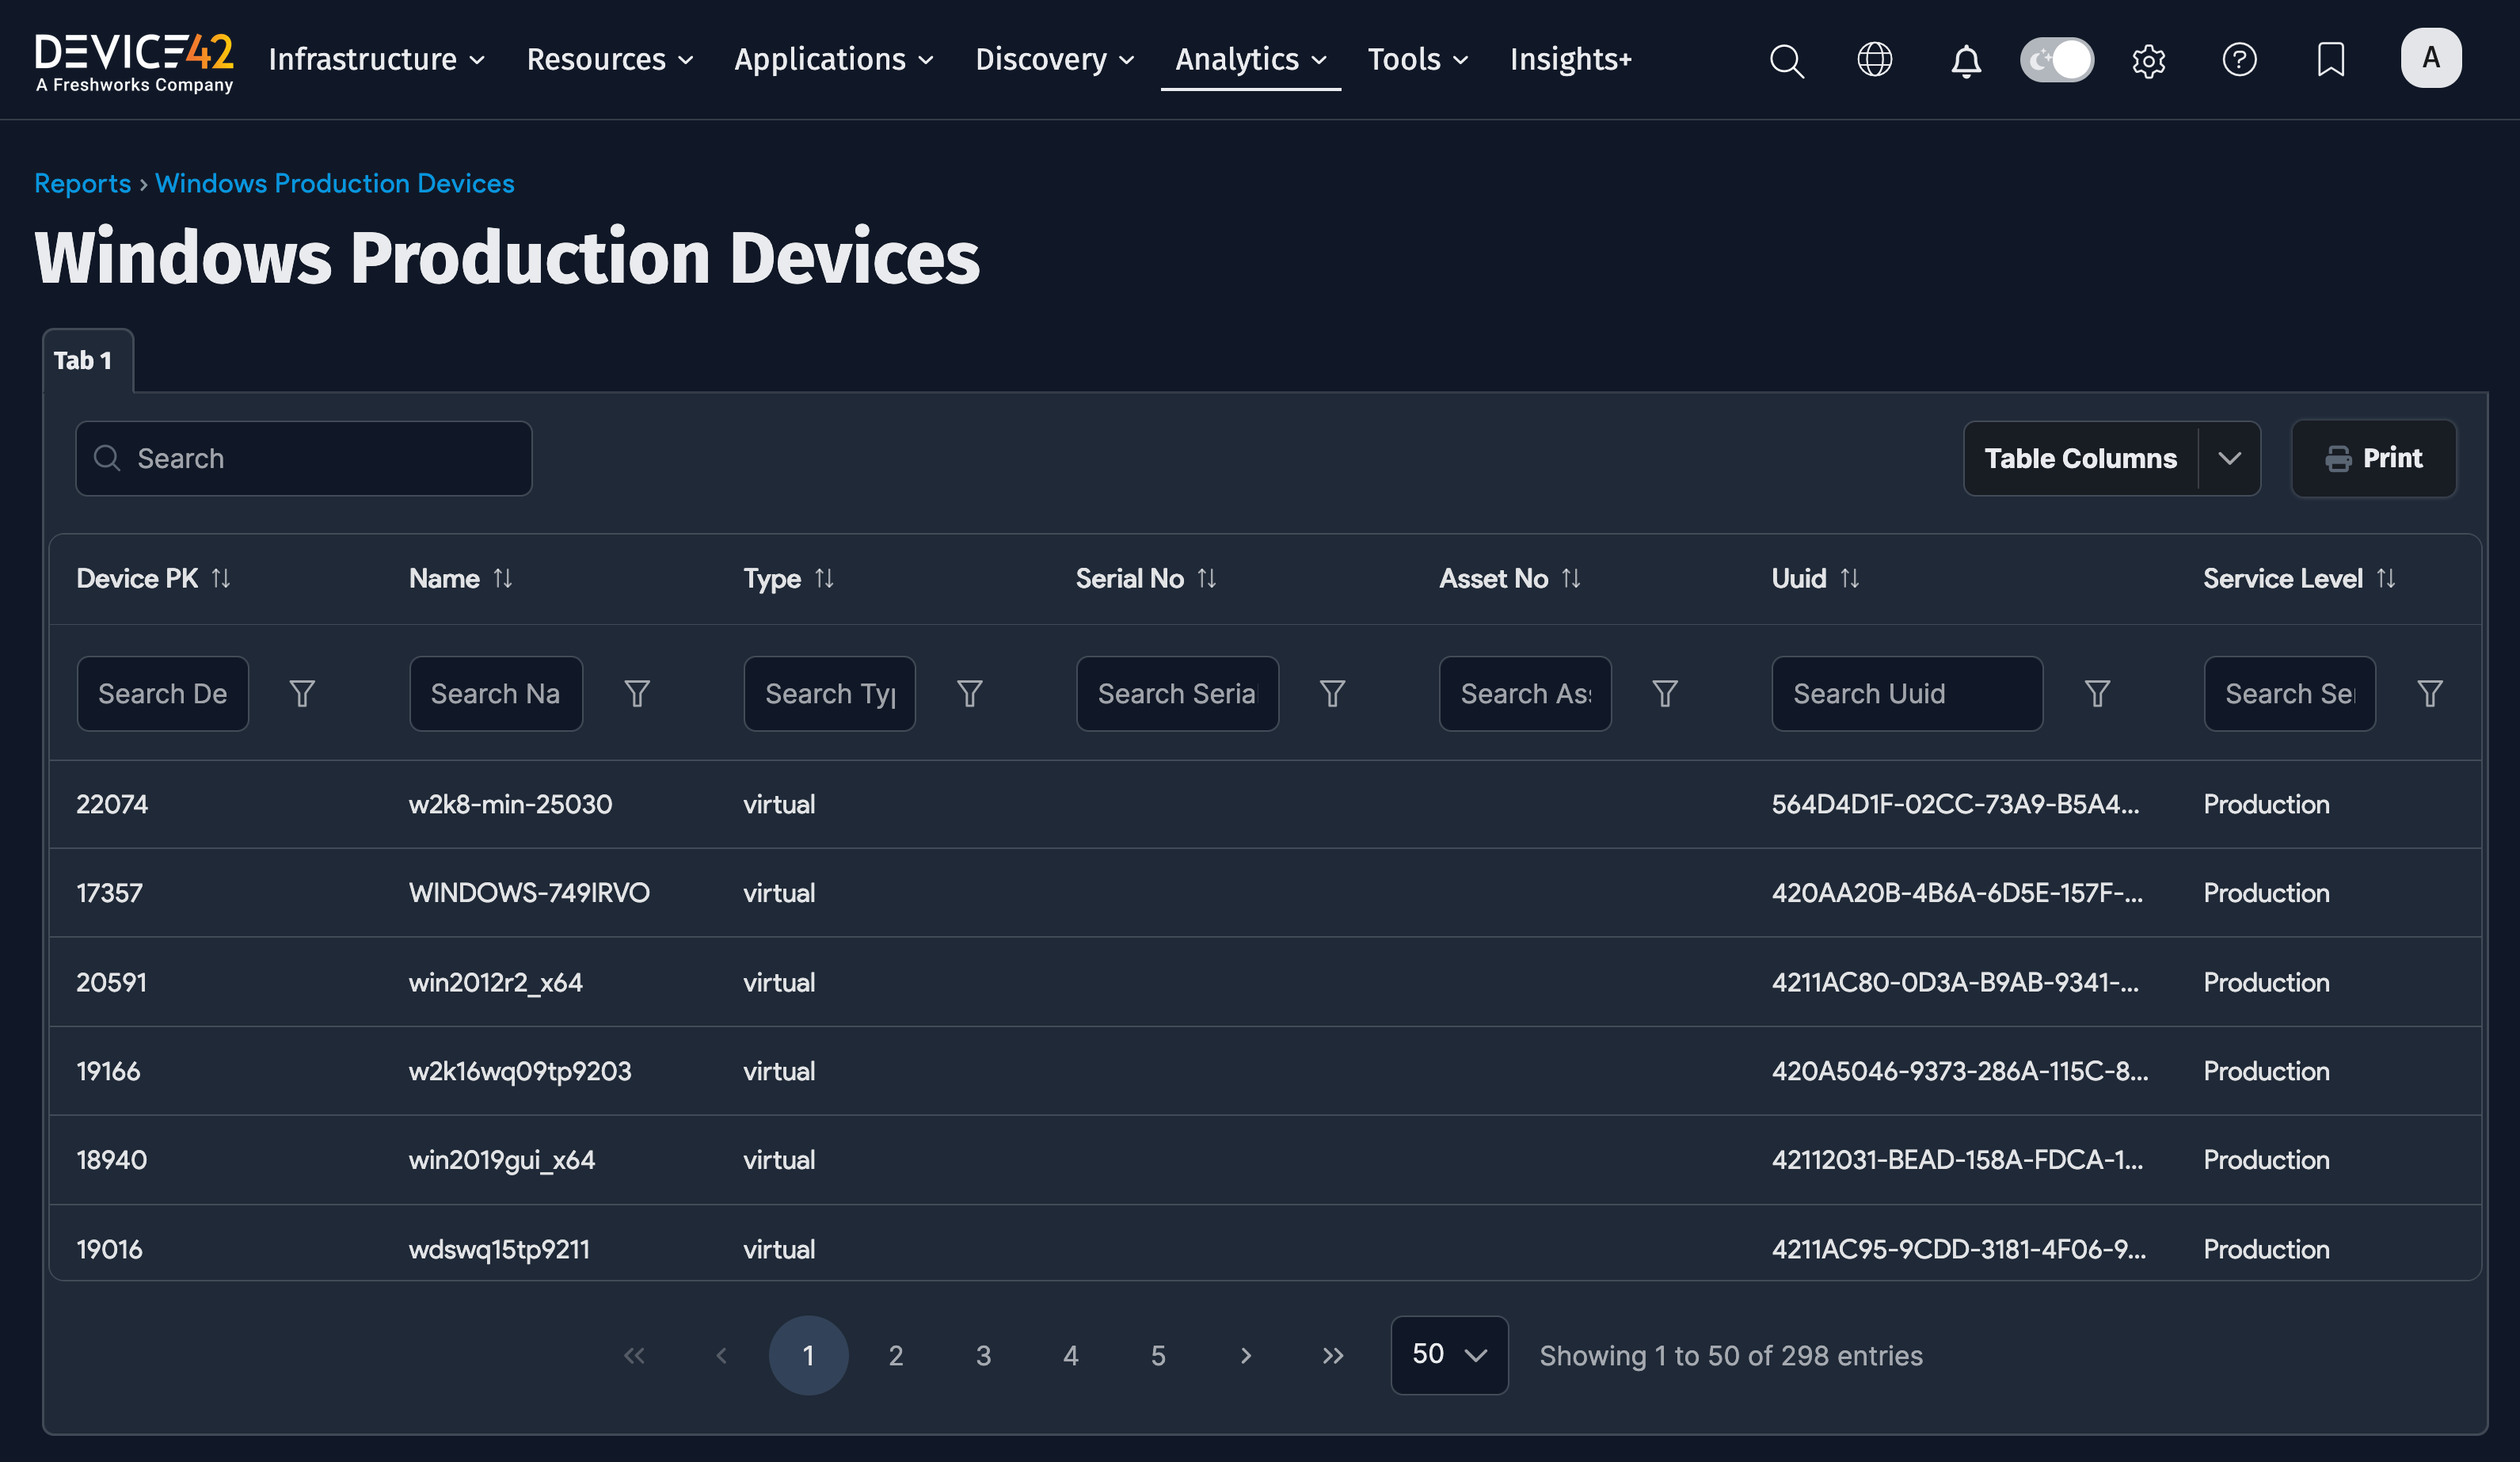 DEVICE42
A Freshworks Company
Infrastructure Resources Applications Discovery Analytics Tools Insights+
A
Reports › Windows Production Devices
Windows Production Devices
Tab 1
Search
Table Columns
Print
Device PK Name Type Serial No Asset No Uuid Service Level
Search De Search Na Search Typ Search Seria Search Ass Search Uuid Search Ser
22074 w2k8-min-25030 virtual 564D4D1F-02CC-73A9-B5A4... Production
17357 WINDOWS-749IRVO virtual 420AA20B-4B6A-6D5E-157F-... Production
20591 win2012r2_x64 virtual 4211AC80-0D3A-B9AB-9341-... Production
19166 w2k16wq09tp9203 virtual 420A5046-9373-286A-115C-8... Production
18940 win2019gui_x64 virtual 42112031-BEAD-158A-FDCA-1... Production
19016 wdswq15tp9211 virtual 4211AC95-9CDD-3181-4F06-9... Production
« ‹ 1 2 3 4 5 › » 50 Showing 1 to 50 of 298 entries